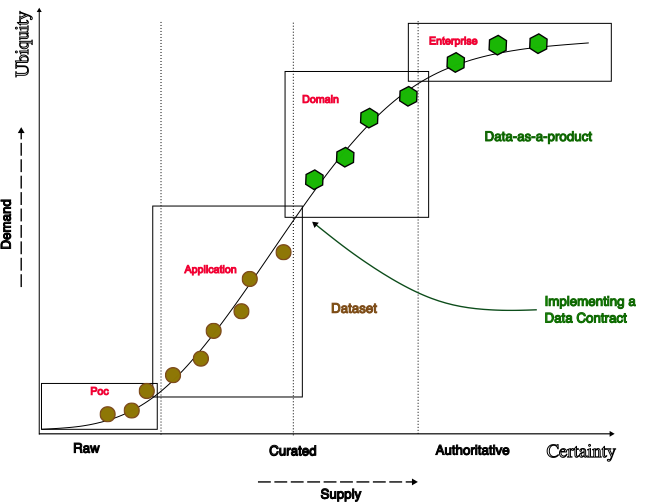 Ubiquity
Enterprise
Domain
Data-as-a-product
Demand
Application
Dataset
Implementing a
Data Contract
Poc
Raw
Curated
Authoritative
Certainty
Supply